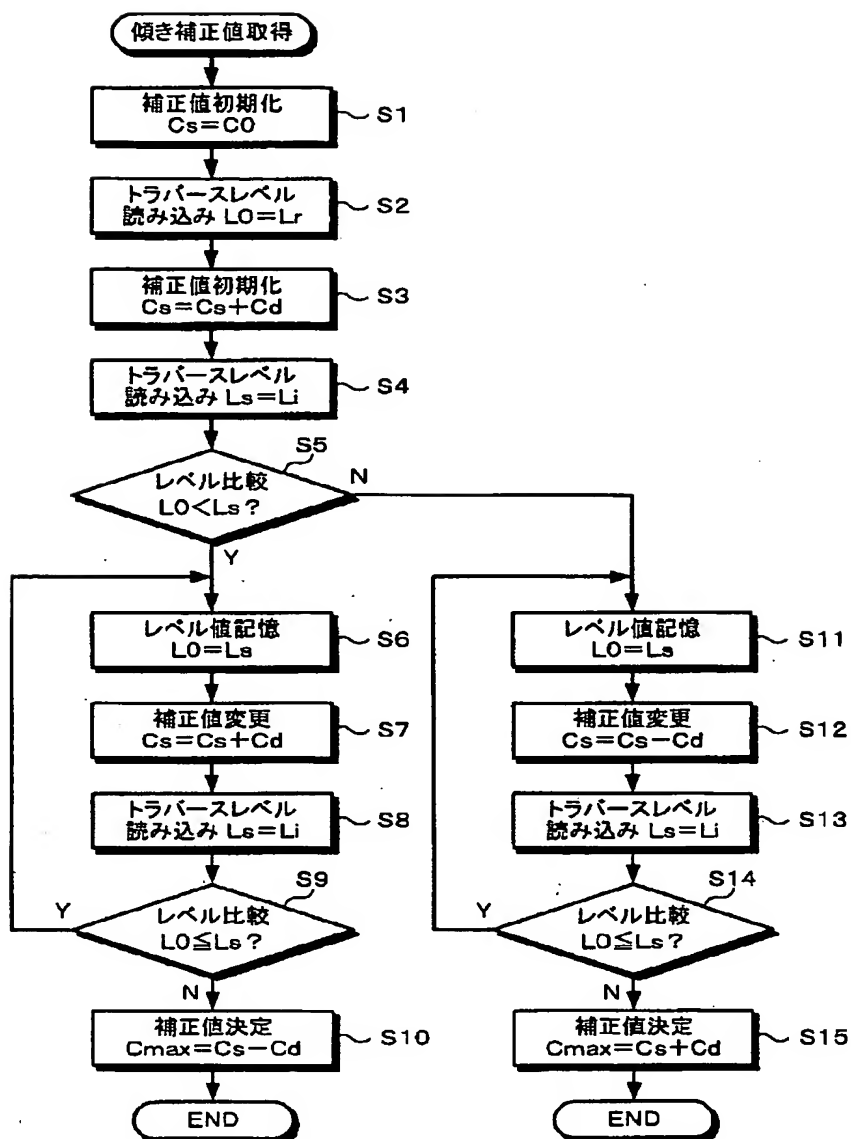 傾き補正値取得
補正値初期化
Cs=C0
S1
トラバースレベル
読み込み L0=Lr
S2
補正値初期化
Cs=Cs+Cd
S3
トラバースレベル
読み込み Ls=Li
S4
S5
レベル比較
L0<Ls?
N
Y
レベル値記憶
L0=Ls
S6
補正値変更
Cs=Cs+Cd
S7
トラバースレベル
読み込み Ls=Li
S8
S9
Y
レベル比較
L0≦Ls?
N
補正値決定
Cmax=Cs-Cd
S10
END
レベル値記憶
L0=Ls
S11
補正値変更
Cs=Cs-Cd
S12
トラバースレベル
読み込み Ls=Li
S13
S14
Y
レベル比較
L0≦Ls?
N
補正値決定
Cmax=Cs+Cd
S15
END